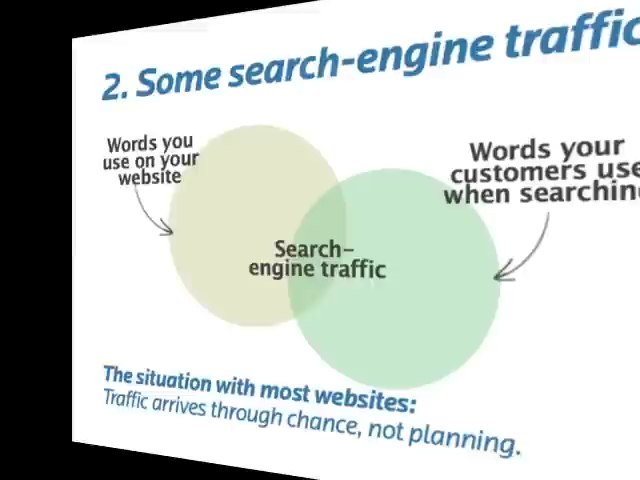 2. Some search-engine traffic
Words you
use on your
website
Words your
customers use
when searchin
Search-
engine traffic
The situation with most websites:
Traffic arrives through chance, not planning.